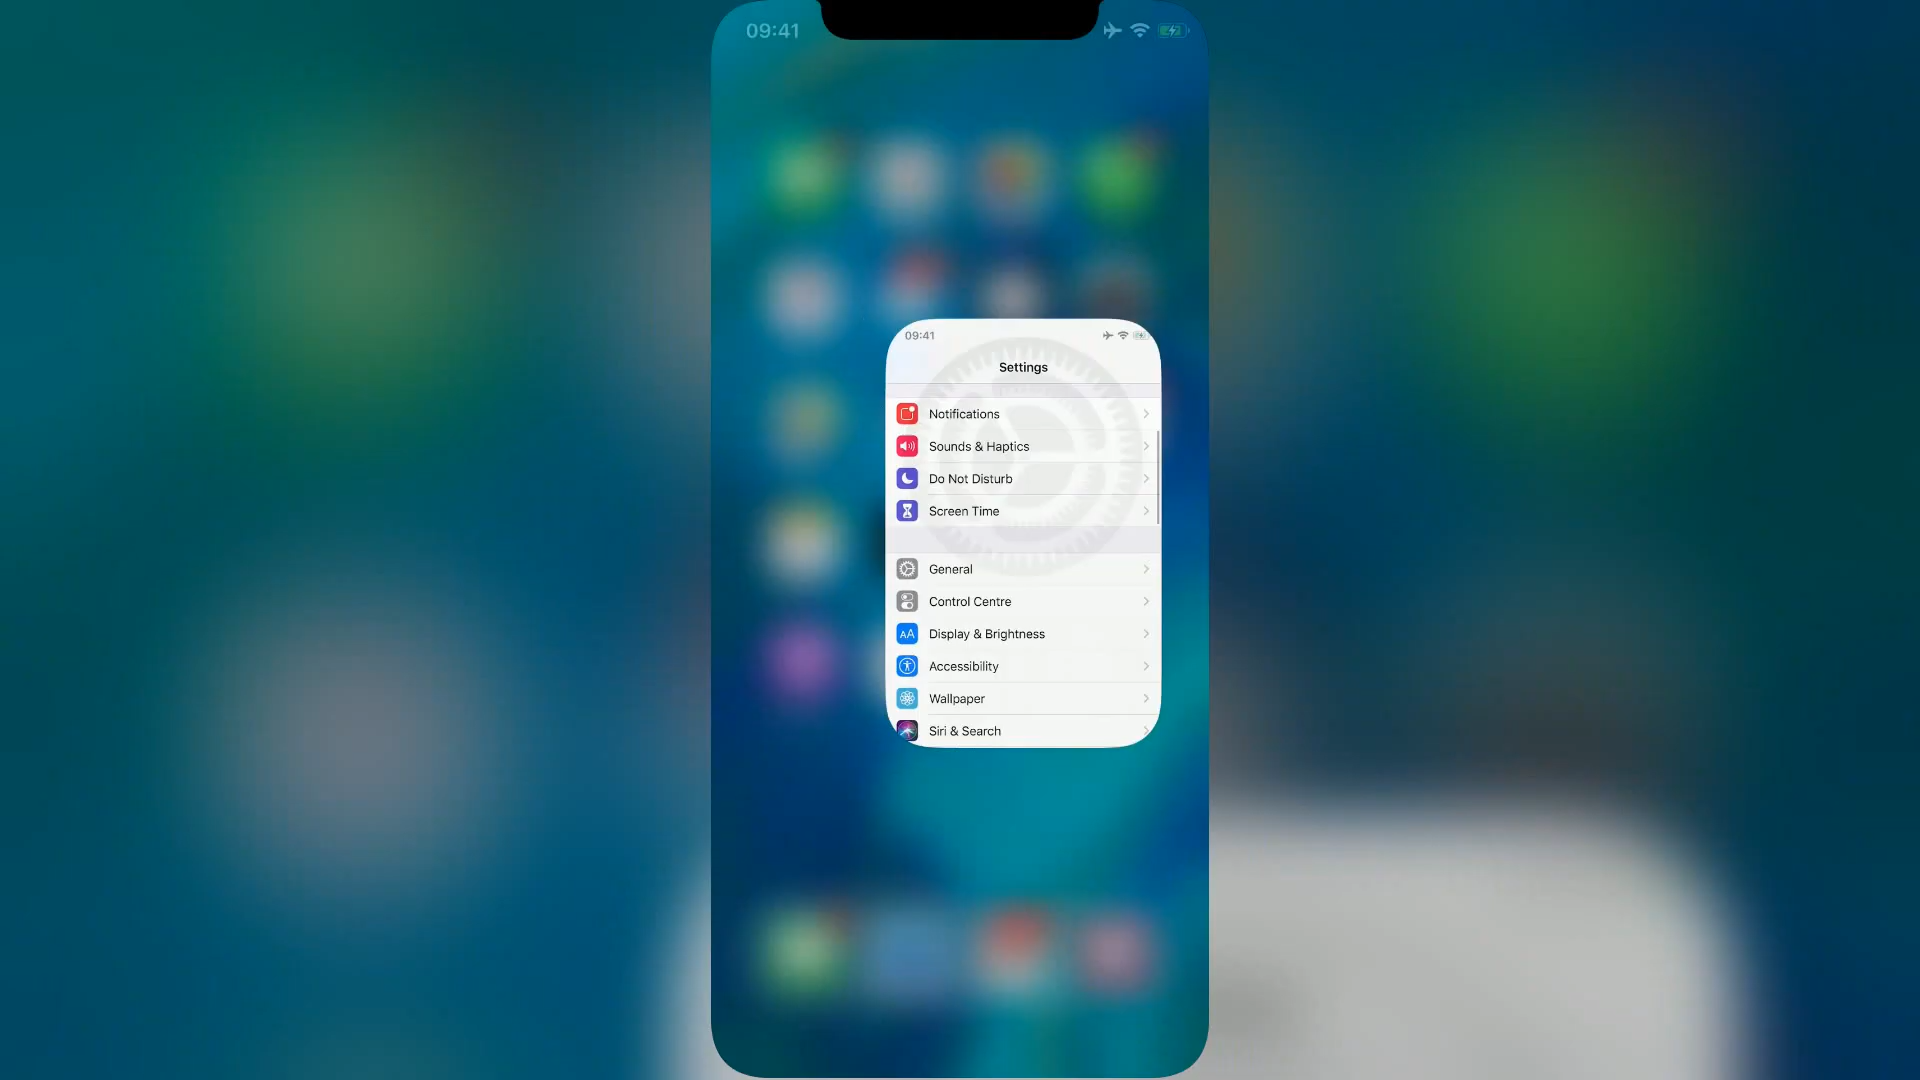 09:41
09:41
Settings
Notifications
Sounds & Haptics
Do Not Disturb
Screen Time
General
Control Centre
AA Display & Brightness
Accessibility
Wallpaper
Siri & Search